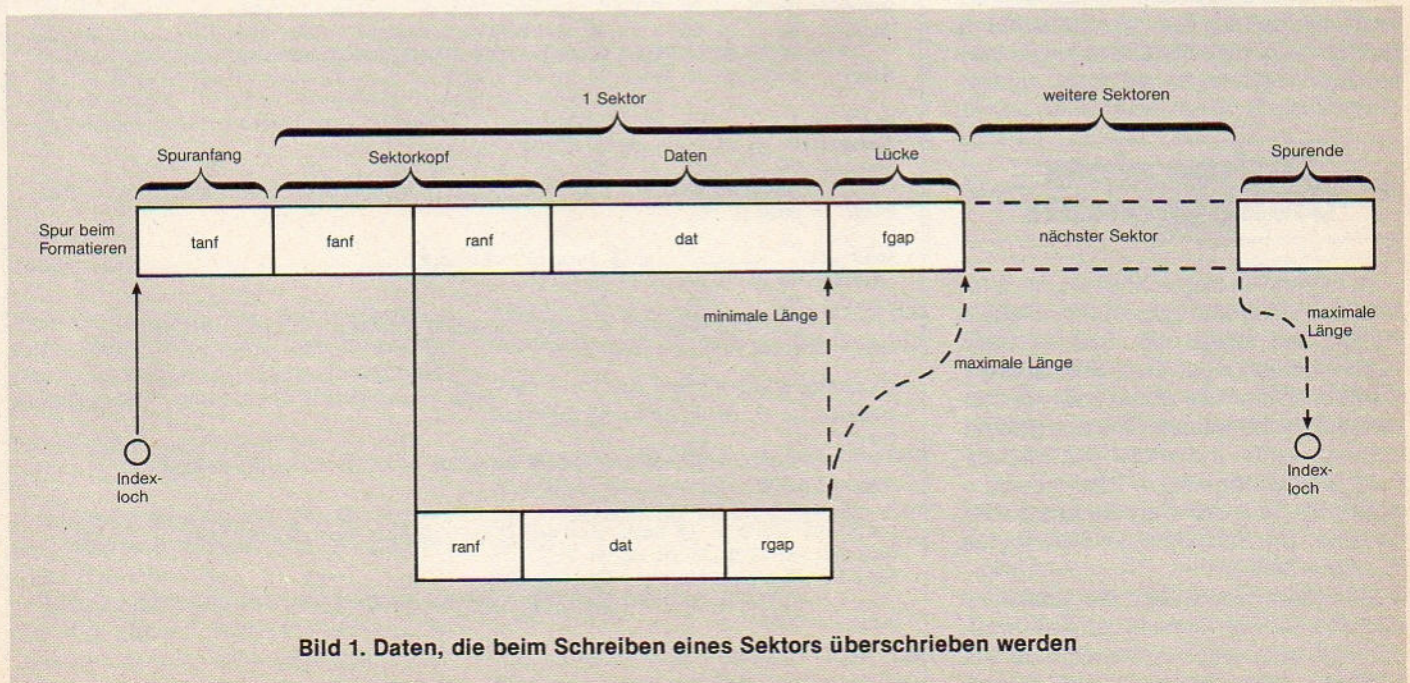 1 Sektor
weitere Sektoren
Spuranfang
Sektorkopf
Daten
Lücke
Spurende
Spur beim
Formatieren
tanf
fanf
ranf
dat
fgap
nächster Sektor
minimale Länge
maximale Länge
maximale
Länge
Index-
loch
Index-
loch
ranf
dat
rgap
Bild 1. Daten, die beim Schreiben eines Sektors überschrieben werden